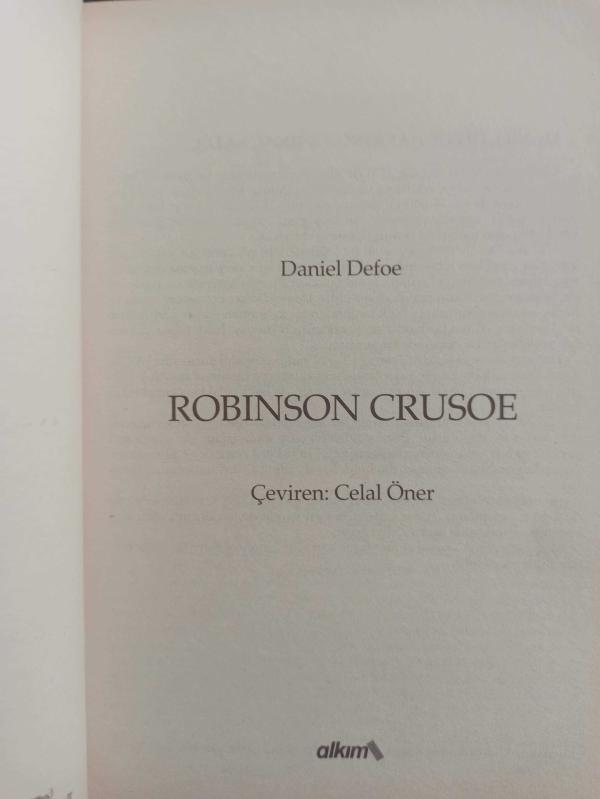 Daniel Defoe
ROBINSON CRUSOE
Çeviren: Celal Öner
alkım